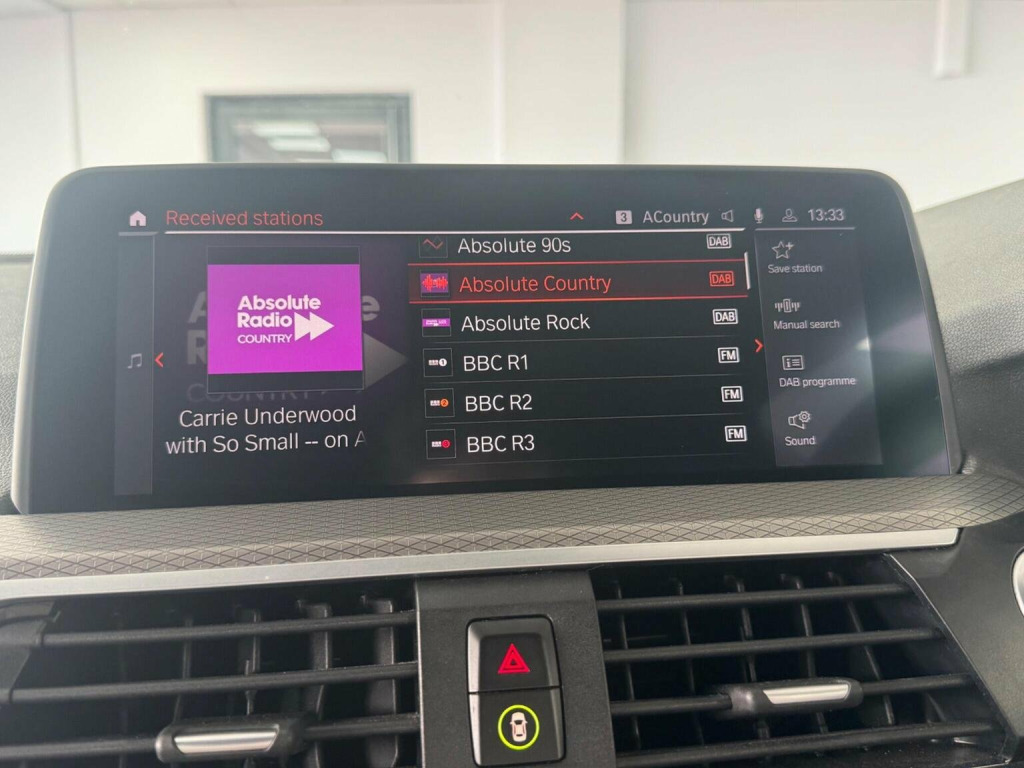 Received stations
3 ACountry 13:33
Absolute
Radio
COUNTRY
Carrie Underwood
with So Small -- on A
Absolute 90s DAB
Absolute Country DAB
Absolute Rock DAB
BBC R1 FM
BBC R2 FM
BBC R3 FM
Save station
Manual search
DAB programme
Sound